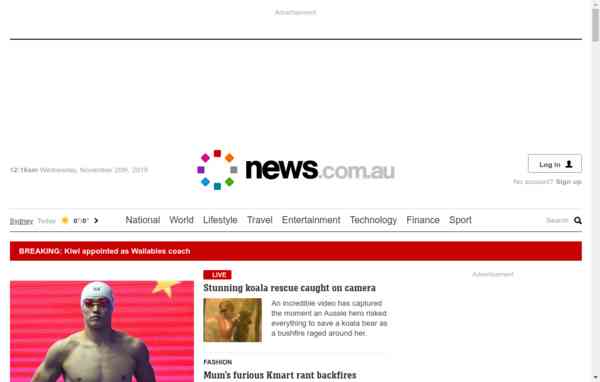 Advertisement
12:16am Wednesday, November 20th, 2019
news.com.au
Log in
No account? Sign up
Sydney Today 0°/0° National World Lifestyle Travel Entertainment Technology Finance Sport Search
BREAKING: Kiwi appointed as Wallabies coach
LIVE
Stunning koala rescue caught on camera
An incredible video has captured
the moment an Aussie hero risked
everything to save a koala bear as
a bushfire raged around her.
Advertisement
FASHION
Mum's furious Kmart rant backfires